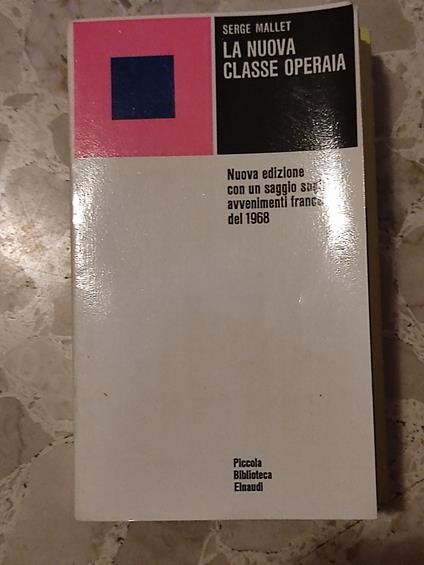 SERGE MALLET
LA NUOVA
CLASSE OPERAIA
Nuova edizione
con un saggio
avvenimenti
del 1968
Piccola
Biblioteca
Einaudi